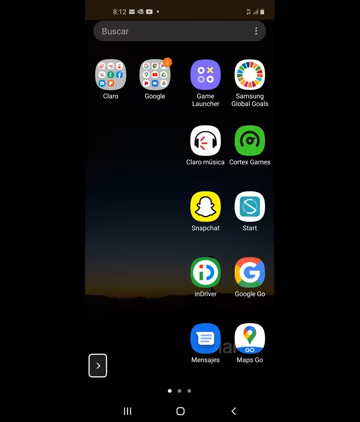 8:12
Buscar
Claro
Google
Game Launcher
Samsung Global Goals
Claro música
Cortex Games
Snapchat
Start
inDriver
Google Go
Mensajes
GO
Maps Go